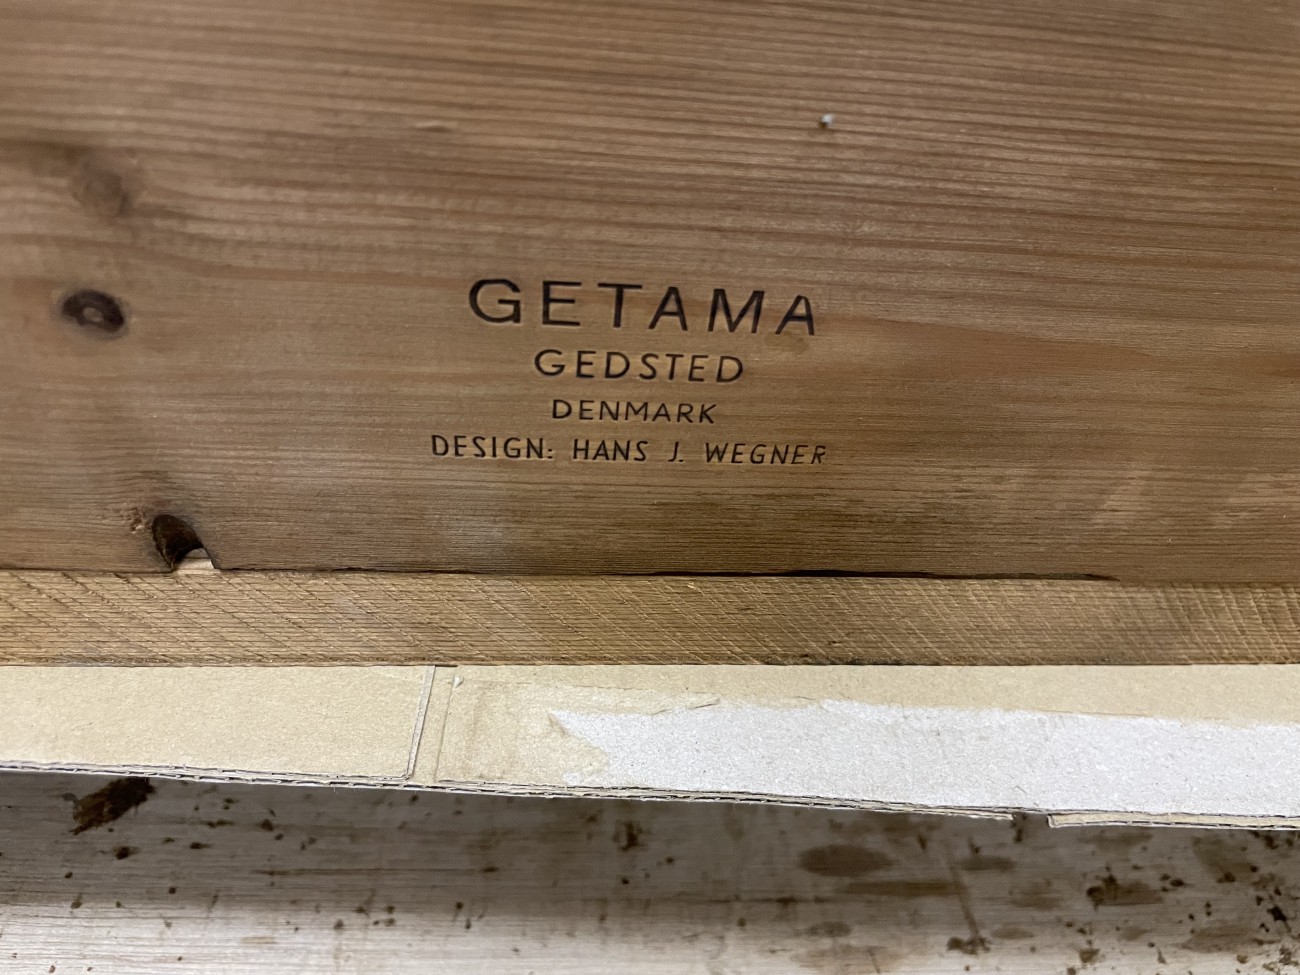 GETAMA
GEDSTED
DENMARK
DESIGN: HANS J. WEGNER